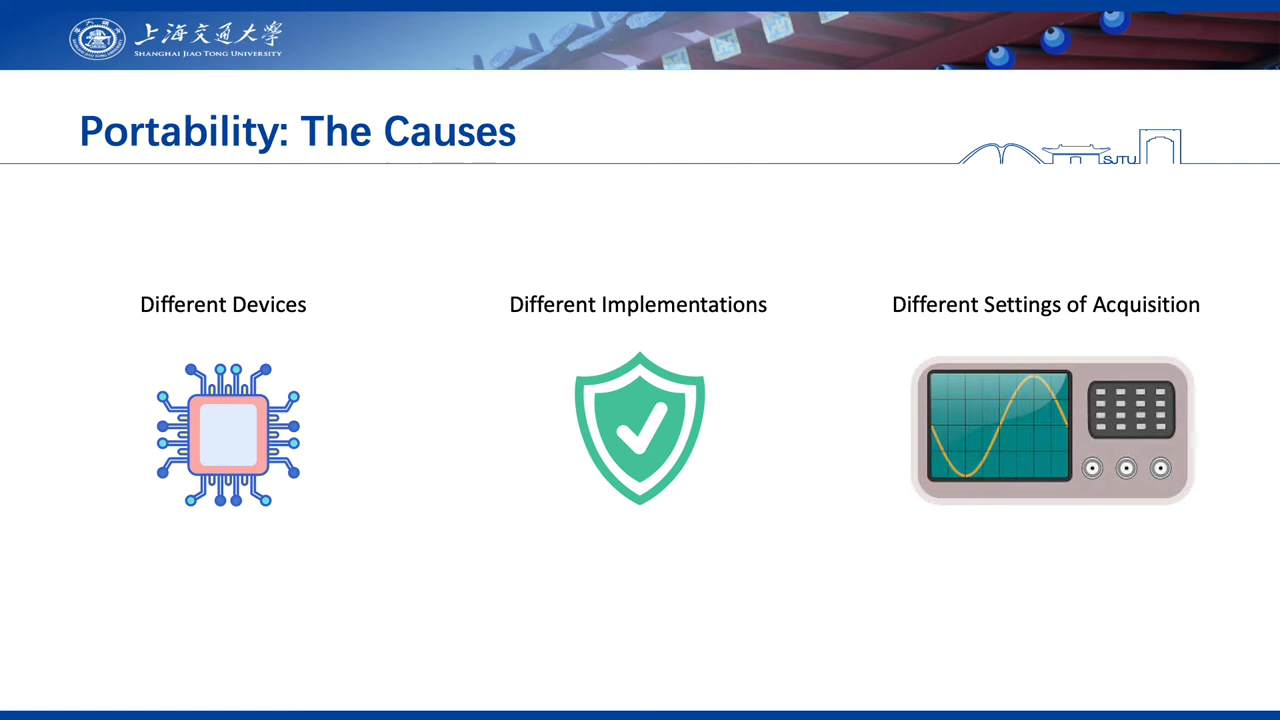 上海交通大学
SHANGHAI JIAO TONG UNIVERSITY
Portability: The Causes
SJTU
Different Devices
Different Implementations
Different Settings of Acquisition